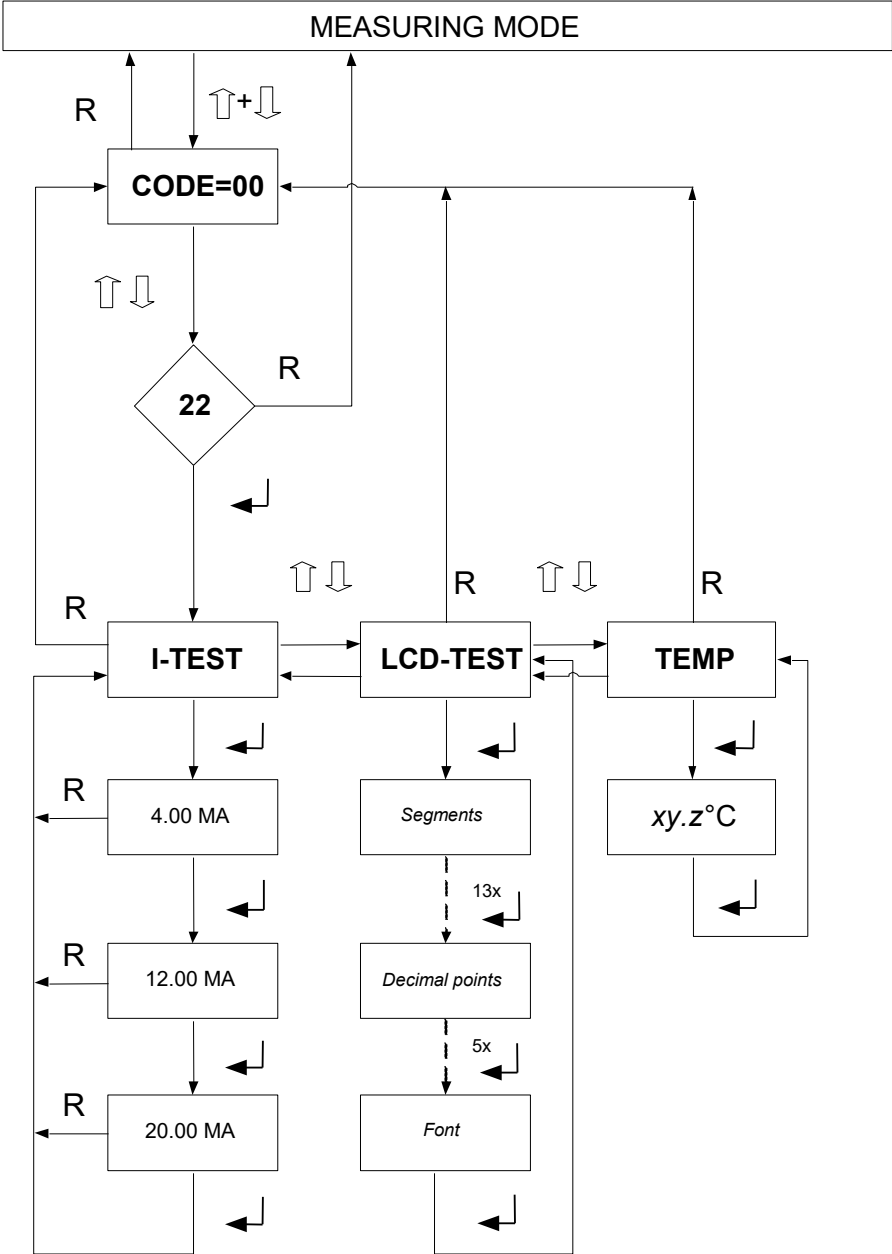 MEASURING MODE
R
⇧+⇩
CODE=00
⇧ ⇩
R
22
⇧ ⇩
⇧ ⇩
R
R
R
I-TEST
LCD-TEST
TEMP
R
4.00 MA
Segments
xy.z°C
13x
R
12.00 MA
Decimal points
5x
R
20.00 MA
Font